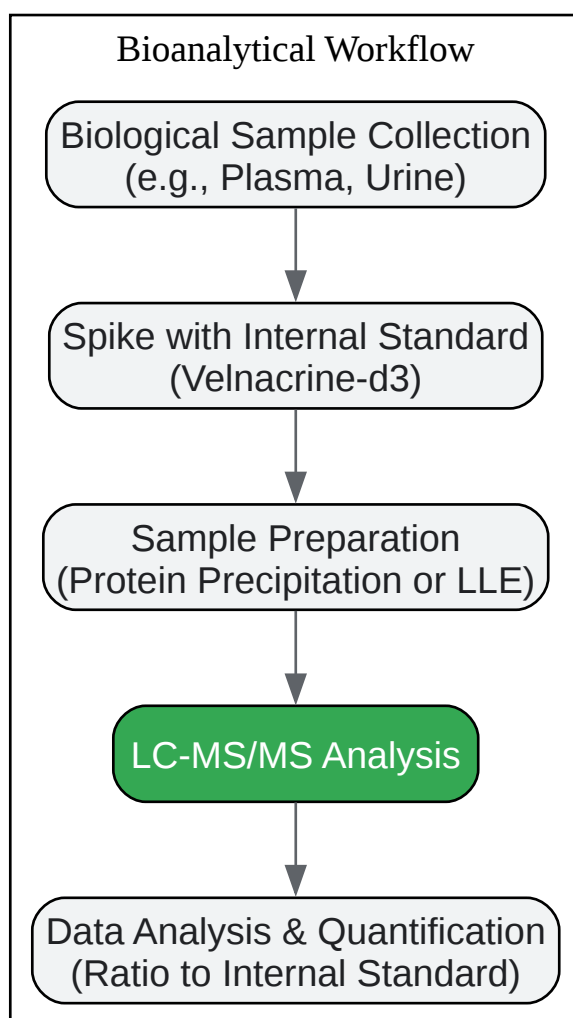 Bioanalytical Workflow
Biological Sample Collection
(e.g., Plasma, Urine)
Spike with Internal Standard
(Velnacrine-d3)
Sample Preparation
(Protein Precipitation or LLE)
LC-MS/MS Analysis
Data Analysis & Quantification
(Ratio to Internal Standard)